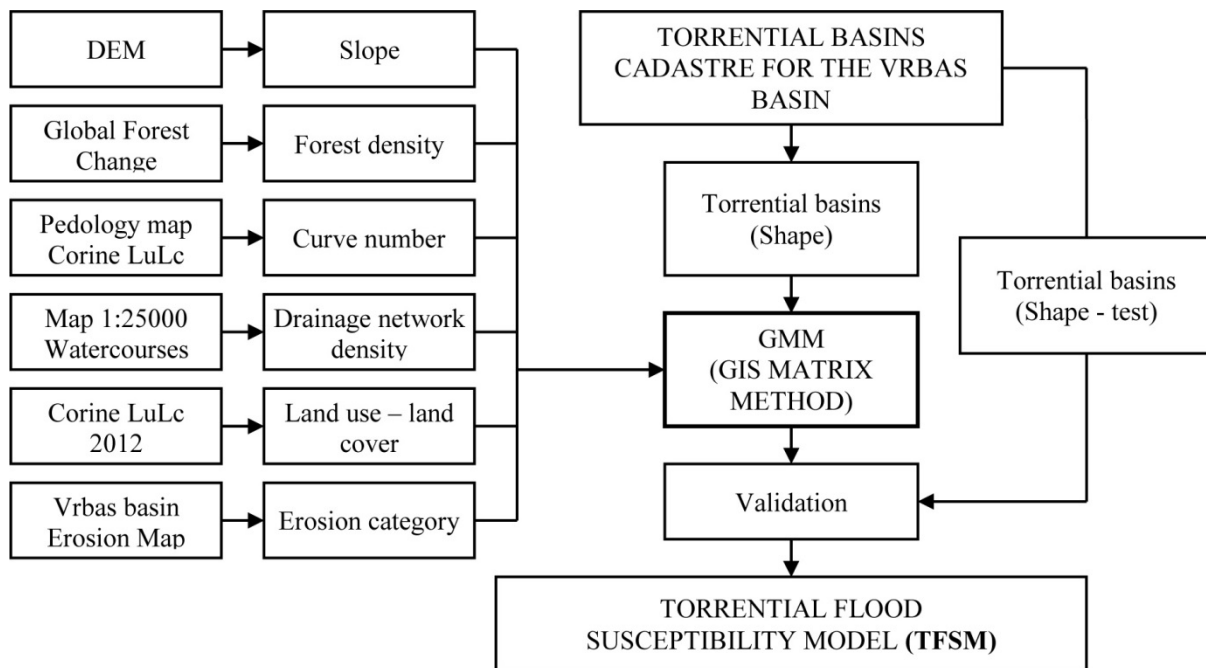 DEM
Slope
Global Forest
Change
Forest density
Pedology map
Corine LuLc
Curve number
Map 1:25000
Watercourses
Drainage network
density
Corine LuLc
2012
Land use – land
cover
Vrbas basin
Erosion Map
Erosion category
TORRENTIAL BASINS
CADASTRE FOR THE VRBAS
BASIN
Torrential basins
(Shape)
Torrential basins
(Shape - test)
GMM
(GIS MATRIX
METHOD)
Validation
TORRENTIAL FLOOD
SUSCEPTIBILITY MODEL (TFSM)